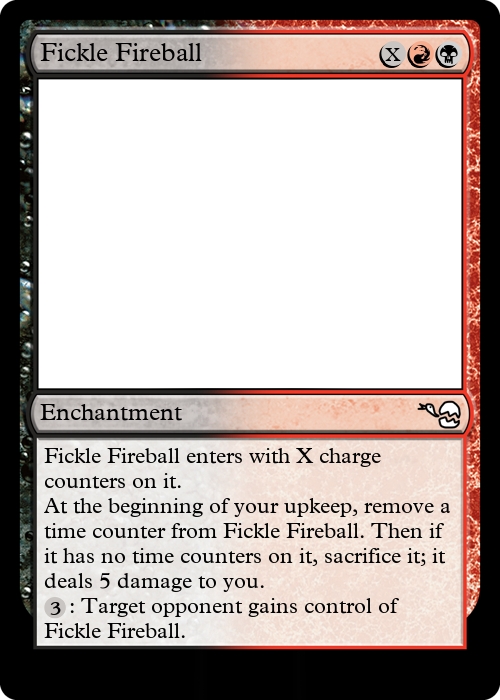 Fickle Fireball X
Enchantment
Fickle Fireball enters with X charge
counters on it.
At the beginning of your upkeep, remove a
time counter from Fickle Fireball. Then if
it has no time counters on it, sacrifice it; it
deals 5 damage to you.
3 : Target opponent gains control of
Fickle Fireball.